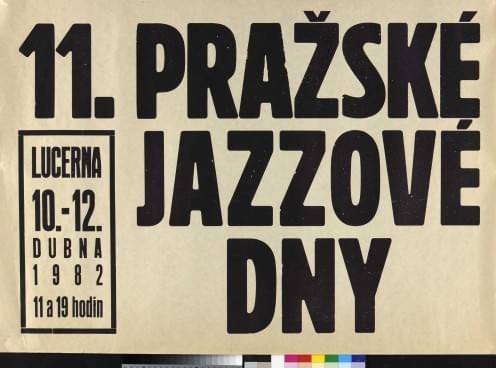 11. PRAŽSKÉ
JAZZOVÉ
DNY
LUCERNA
10.-12.
DUBNA
1982
11 a 19 hodin